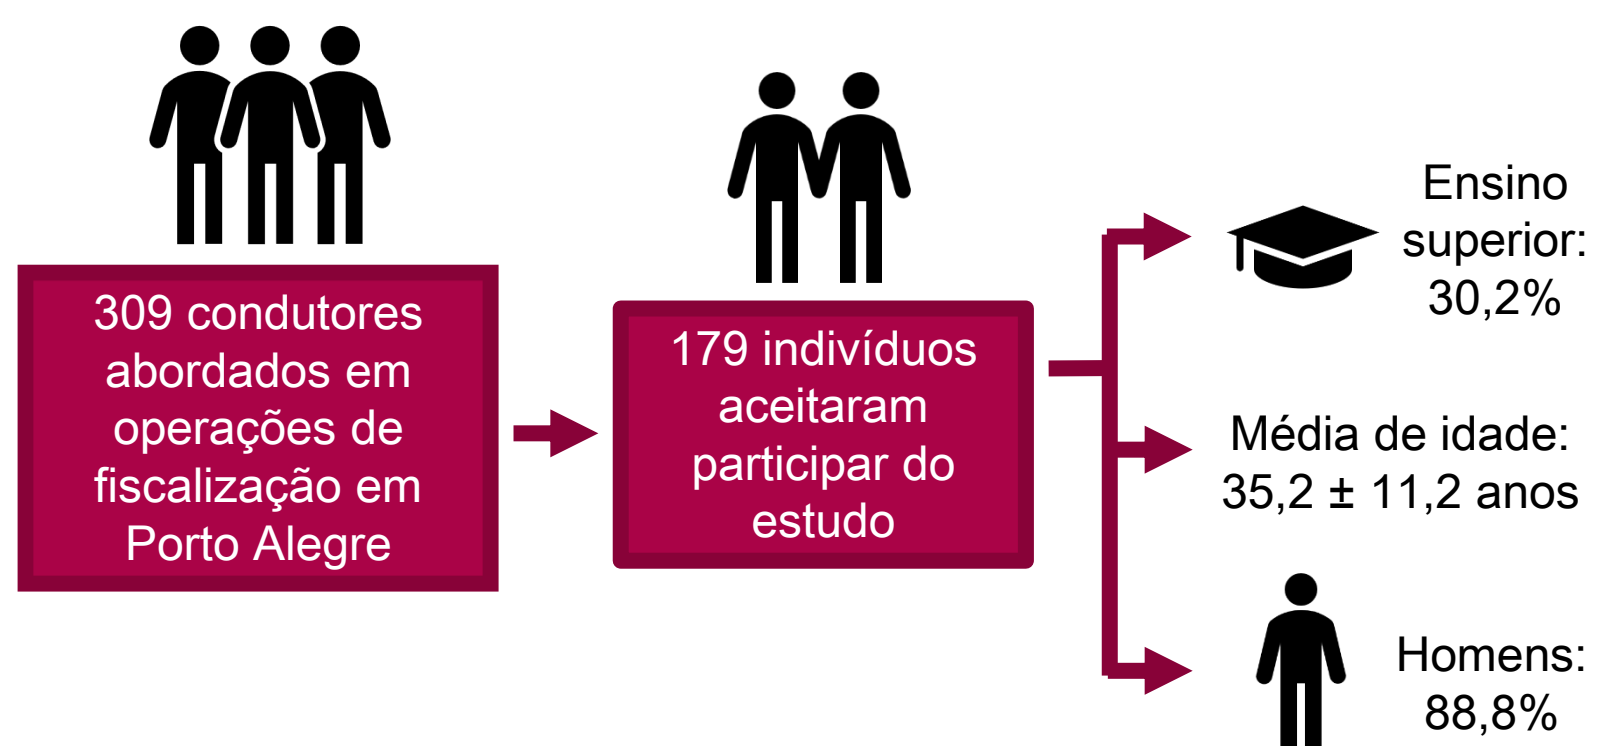 309 condutores
abordados em
operações de
fiscalização em
Porto Alegre
179 indivíduos
aceitaram
participar do
estudo
Ensino
superior:
30,2%
Média de idade:
35,2 ± 11,2 anos
Homens:
88,8%